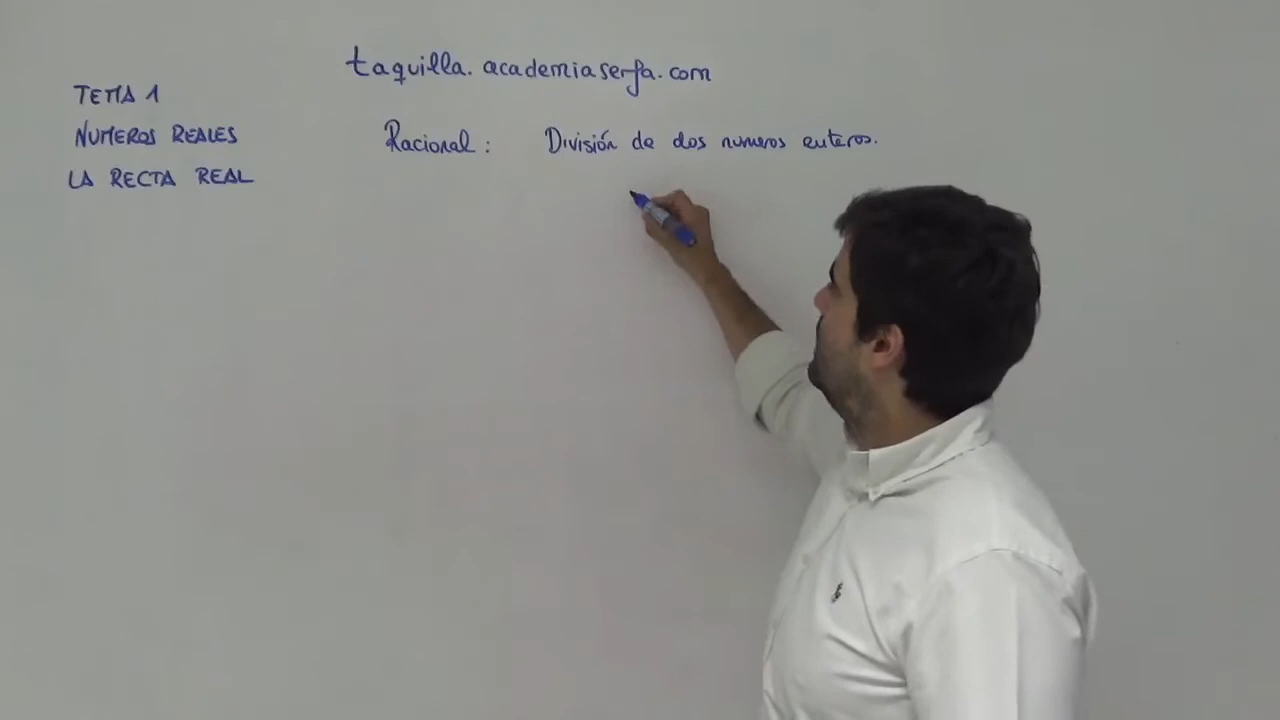 taquilla.academiaserfa.com
TEMA 1
NUMEROS REALES
LA RECTA REAL
Racional: División de dos numeros enteros.